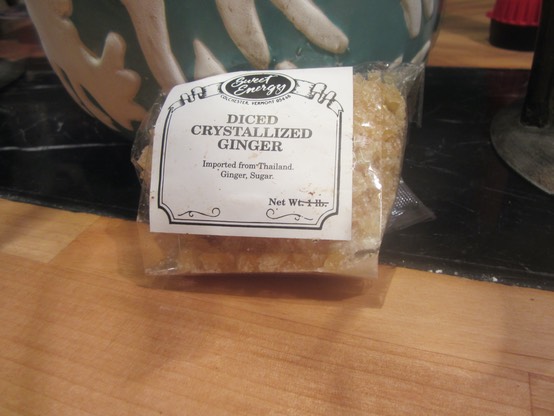 Sweet
Energy
COLCHESTER, VERMONT 05446
DICED
CRYSTALLIZED
GINGER
Imported from Thailand.
Ginger, Sugar.
Net Wt. 1 lb.